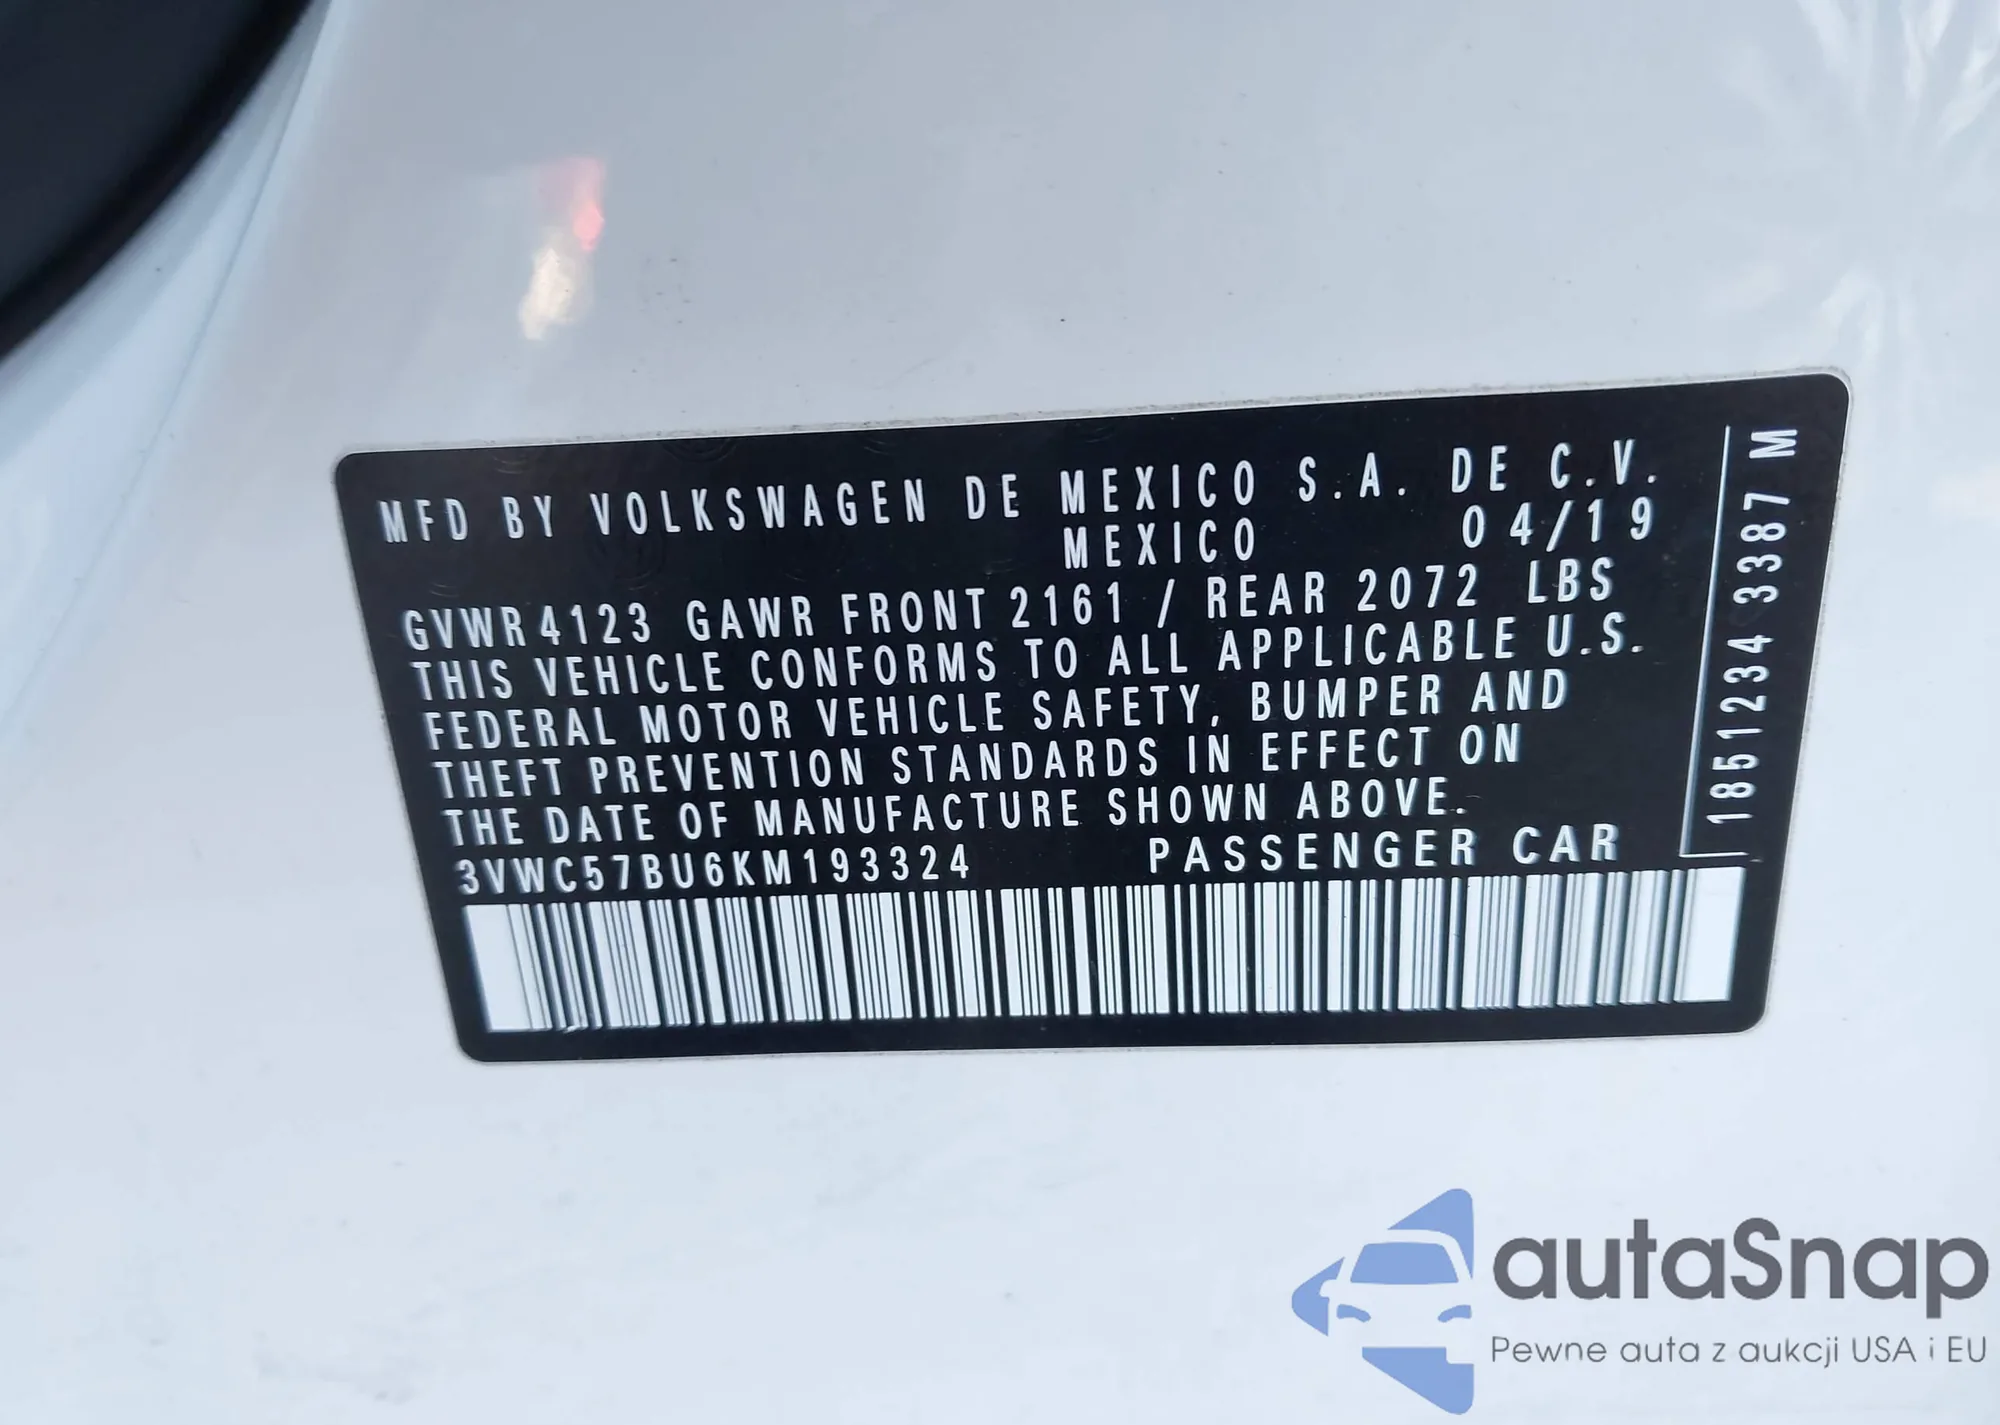 MFD BY VOLKSWAGEN DE MEXICO S.A. DE C.V.
MEXICO 04/19
GVWR 4123 GAWR FRONT 2161 / REAR 2072 LBS
THIS VEHICLE CONFORMS TO ALL APPLICABLE U.S.
FEDERAL MOTOR VEHICLE SAFETY, BUMPER AND
THEFT PREVENTION STANDARDS IN EFFECT ON
THE DATE OF MANUFACTURE SHOWN ABOVE.
3VWC57BU6KM193324 PASSENGER CAR
1851234 3387 M
autaSnap
Pewne auta z aukcji USA i EU